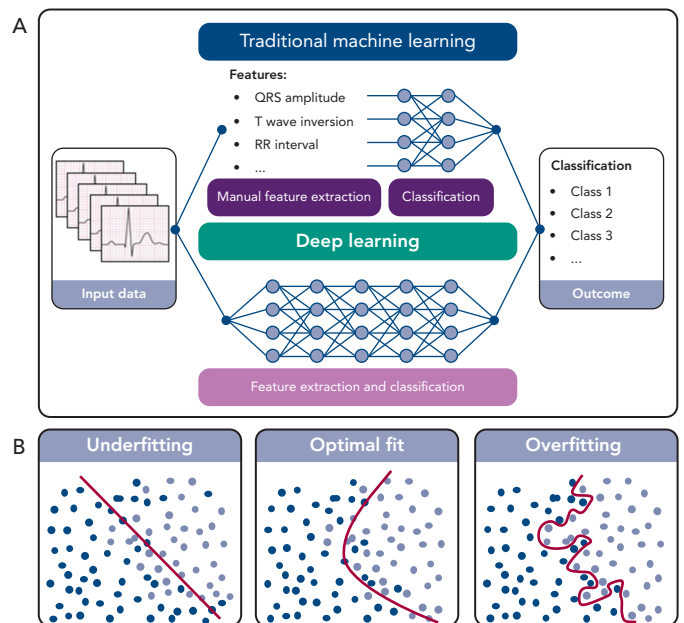 A
Traditional machine learning
Features:
• QRS amplitude
• T wave inversion
• RR interval
• ...
Manual feature extraction
Classification
Deep learning
Input data
Classification
• Class 1
• Class 2
• Class 3
• ...
Outcome
Feature extraction and classification
B
Underfitting
Optimal fit
Overfitting